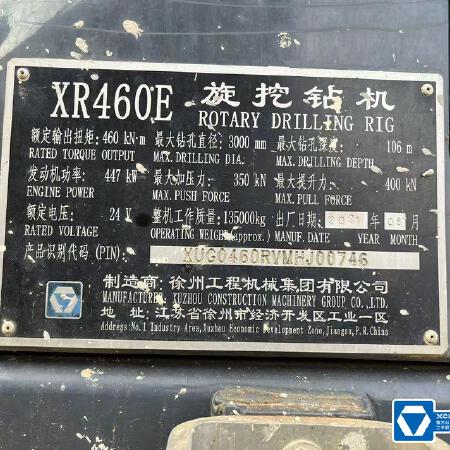 XR460E 旋挖钻机
ROTARY DRILLING RIG
额定输出扭矩: 460 kN·m 最大钻孔直径: 3000 mm 最大钻孔深度: 106 m
RATED TORQUE OUTPUT MAX.DRILLING DIA. MAX.DRILLING DEPTH
发动机功率: 447 kW 最大加压力: 350 kN 最大提升力: 400 kN
ENGINE POWER MAX.PUSH FORCE MAX.PULL FORCE
额定电压: 24 V 整机工作质量: 135000kg 出厂日期: 2021 年 05 月
RATED VOLTAGE OPERATING WEIGHT(approx.) MANUFACTURE YEAR MONTH
产品识别代码 (PIN): XUG0460RVMHJ00746
制造商: 徐州工程机械集团有限公司
MANUFACTURER: XUZHOU CONSTRUCTION MACHINERY GROUP CO., LTD.
地 址: 江苏省徐州市经济开发区工业一区
Address:No.1 Industry Area,Xuzhou Economic Development Zone,Jiangsu,P.R.China